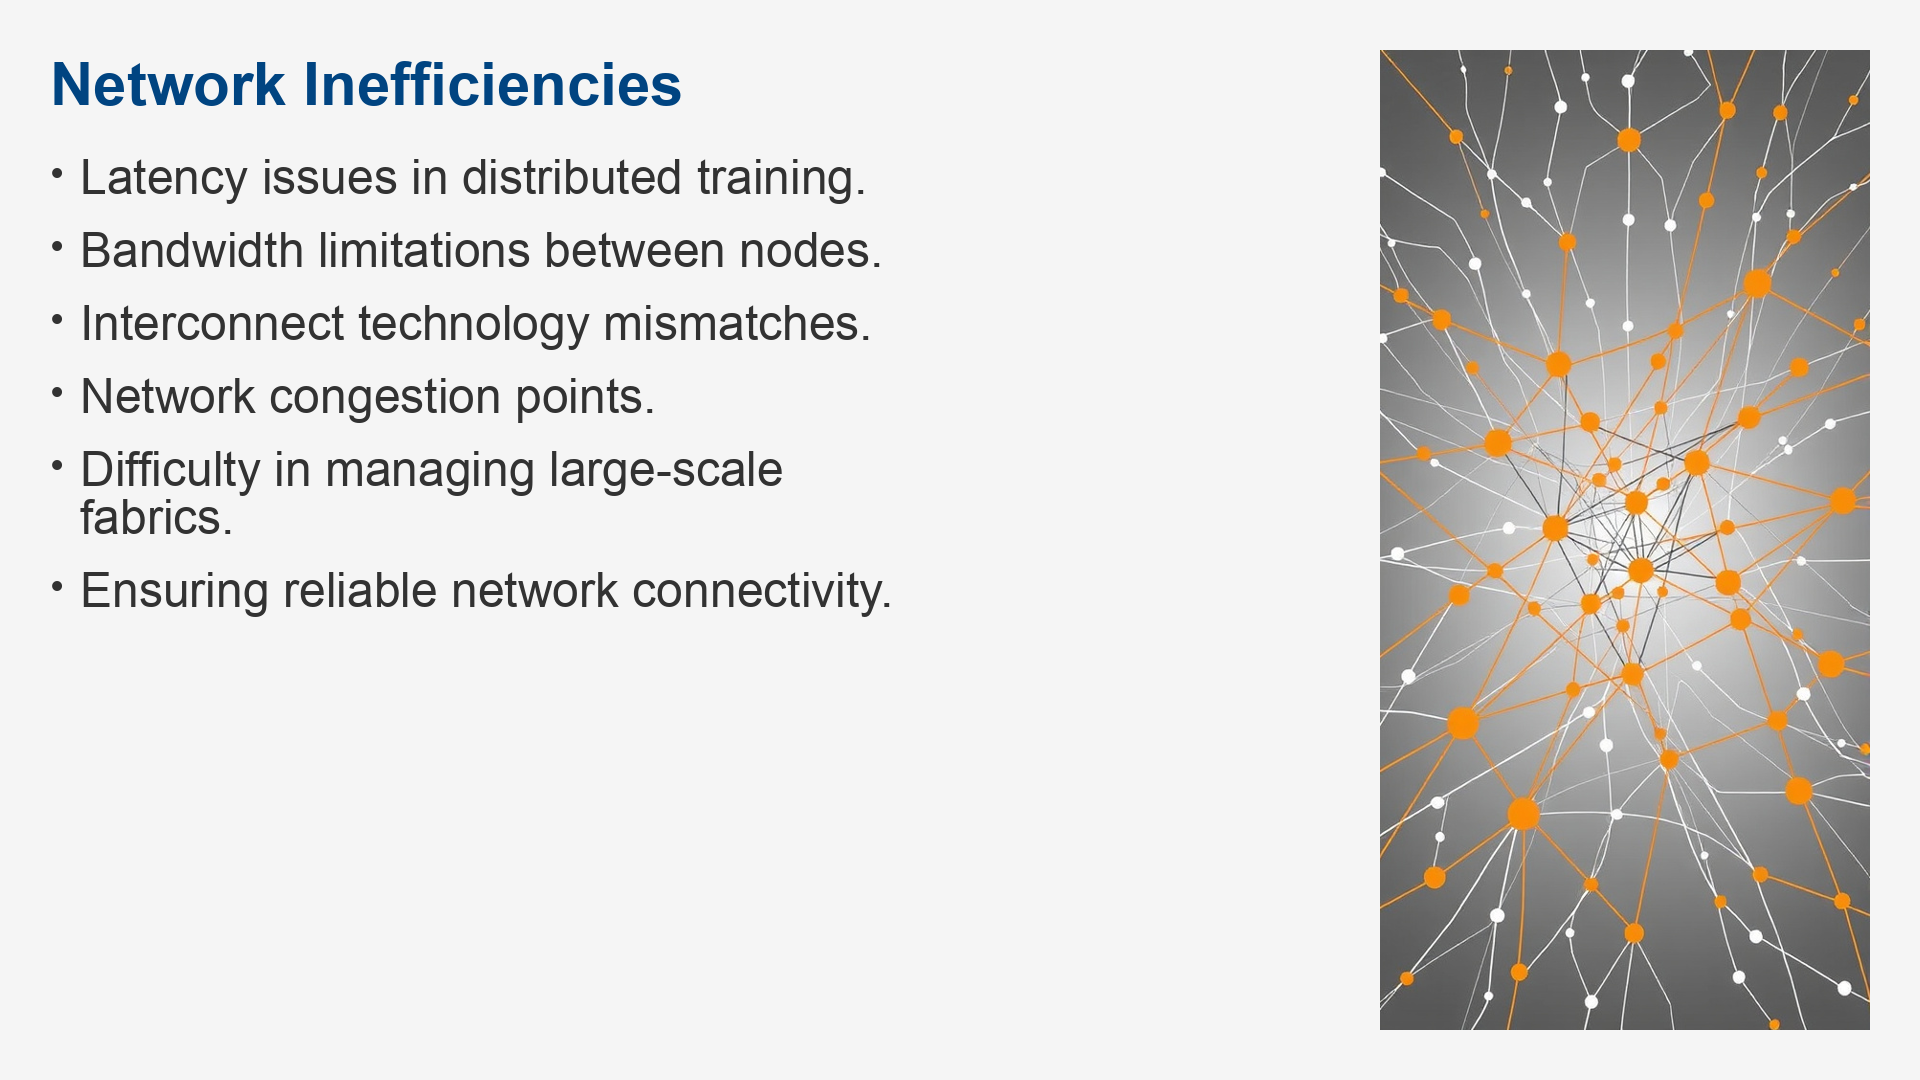 Network Inefficiencies
• Latency issues in distributed training.
• Bandwidth limitations between nodes.
• Interconnect technology mismatches.
• Network congestion points.
• Difficulty in managing large-scale
fabrics.
• Ensuring reliable network connectivity.